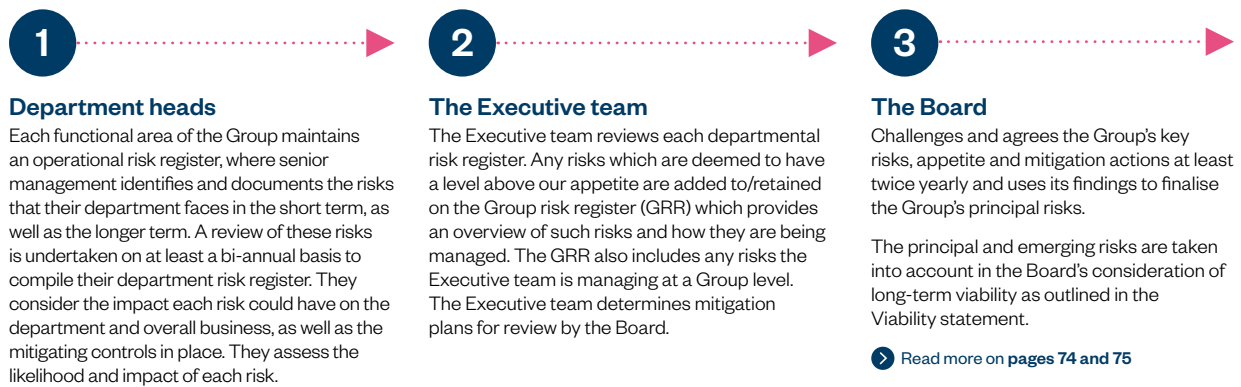 1
Department heads
Each functional area of the Group maintains
an operational risk register, where senior
management identifies and documents the risks
that their department faces in the short term, as
well as the longer term. A review of these risks
is undertaken on at least a bi-annual basis to
compile their department risk register. They
consider the impact each risk could have on the
department and overall business, as well as the
mitigating controls in place. They assess the
likelihood and impact of each risk.
2
The Executive team
The Executive team reviews each departmental
risk register. Any risks which are deemed to have
a level above our appetite are added to/retained
on the Group risk register (GRR) which provides
an overview of such risks and how they are being
managed. The GRR also includes any risks the
Executive team is managing at a Group level.
The Executive team determines mitigation
plans for review by the Board.
3
The Board
Challenges and agrees the Group's key
risks, appetite and mitigation actions at least
twice yearly and uses its findings to finalise
the Group's principal risks.
The principal and emerging risks are taken
into account in the Board's consideration of
long-term viability as outlined in the
Viability statement.
Read more on pages 74 and 75